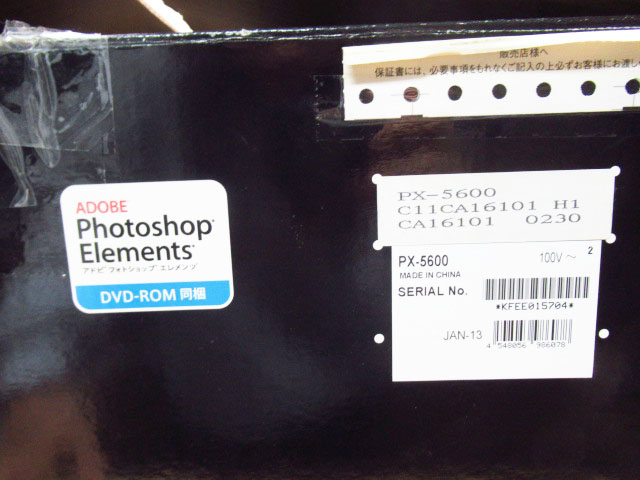 販売店様へ
保証書には、必要事項をもれなくご記入の上必ずお客様にお渡し
ADOBE
Photoshop
Elements
アドビ フォトショップ エレメンツ
DVD-ROM 同梱
PX-5600
C11CA16101 H1
CA16101 0230
PX-5600 100V～ 2
MADE IN CHINA
SERIAL No.
*KFEE015704*
JAN-13
4 548056 986078